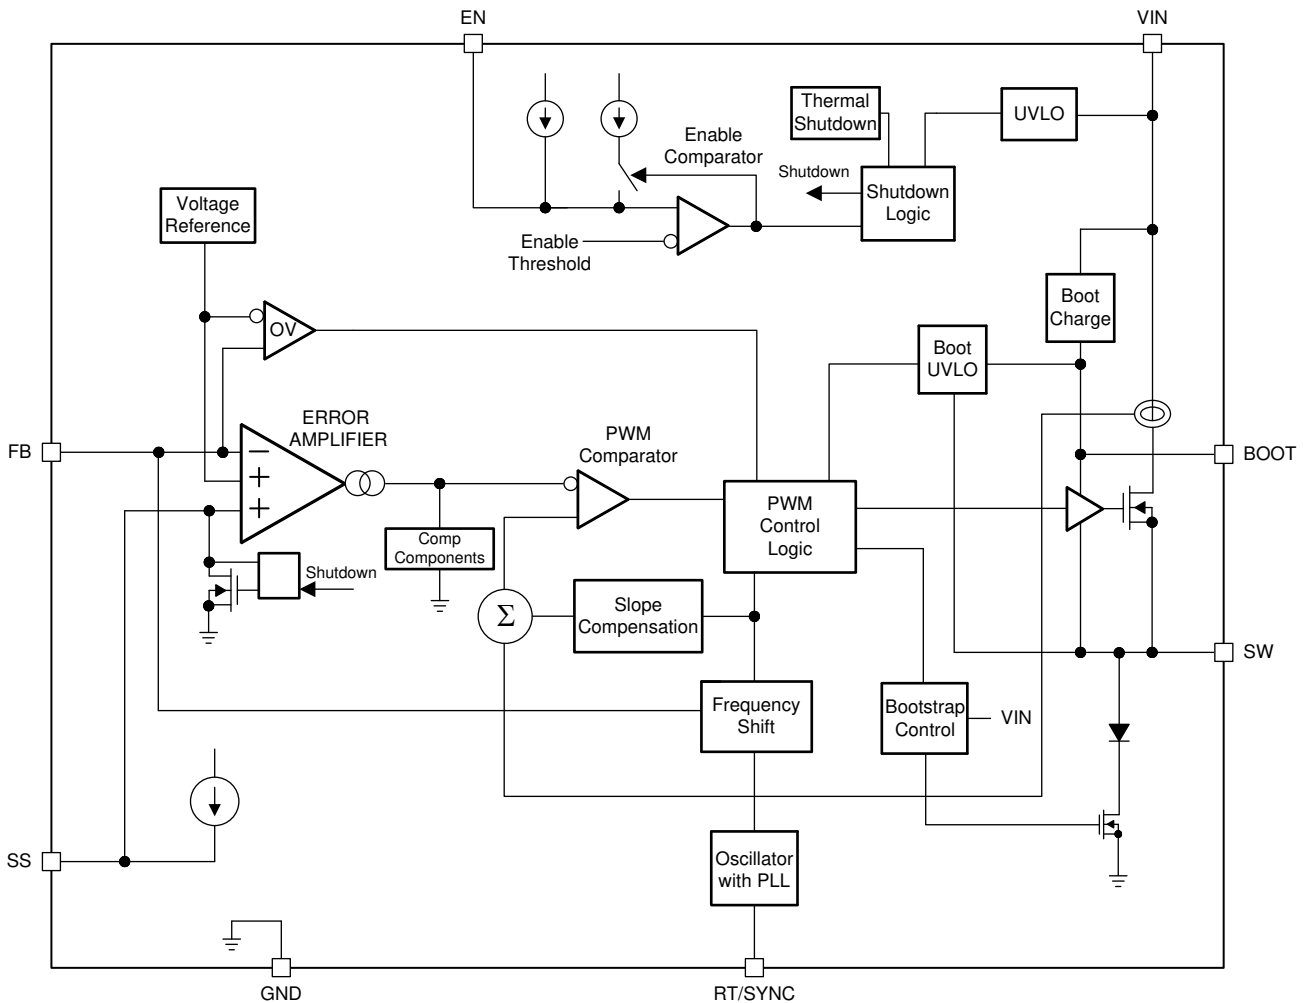 EN
VIN
Thermal
Shutdown
UVLO
Enable
Comparator
Shutdown
Shutdown
Logic
Voltage
Reference
Enable
Threshold
Boot
Charge
OV
Boot
UVLO
ERROR
AMPLIFIER
FB
−
+
+
PWM
Comparator
BOOT
PWM
Control
Logic
Comp
Components
Shutdown
Σ
Slope
Compensation
SW
Frequency
Shift
Bootstrap
Control
VIN
SS
Oscillator
with PLL
GND
RT/SYNC